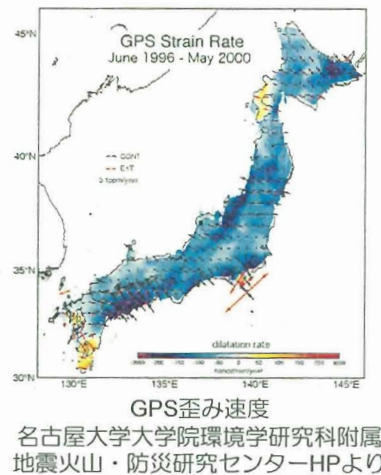 45°N
GPS Strain Rate
June 1996 - May 2000
40°N
CONT
EXT
35°N
dilatation rate
30°N
130°E
135°E
140°E
145°E
GPS歪み速度
名古屋大学大学院環境学研究科附属
地震火山・防災研究センターHPより